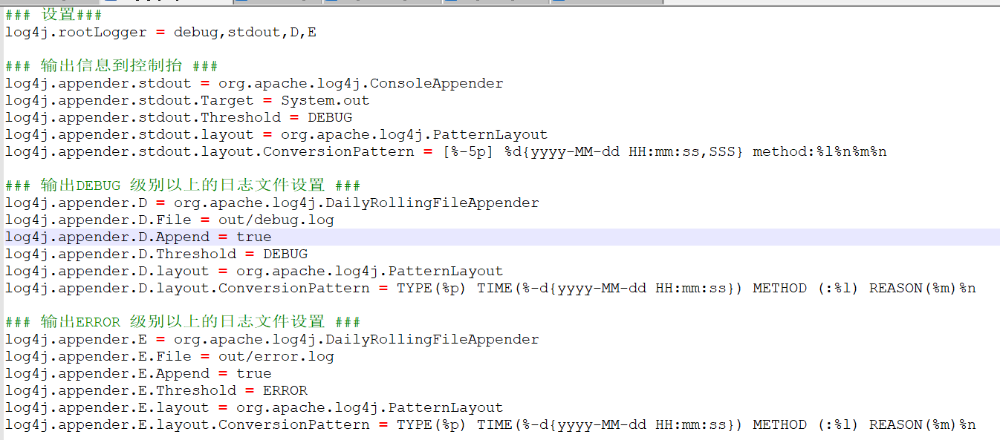 ### 设置###
log4j.rootLogger = debug,stdout,D,E
### 输出信息到控制抬 ###
log4j.appender.stdout = org.apache.log4j.ConsoleAppender
log4j.appender.stdout.Target = System.out
log4j.appender.stdout.Threshold = DEBUG
log4j.appender.stdout.layout = org.apache.log4j.PatternLayout
log4j.appender.stdout.layout.ConversionPattern = [%-5p] %d{yyyy-MM-dd HH:mm:ss,SSS} method:%l%n%m%n
### 输出DEBUG 级别以上的日志文件设置 ###
log4j.appender.D = org.apache.log4j.DailyRollingFileAppender
log4j.appender.D.File = out/debug.log
log4j.appender.D.Append = true
log4j.appender.D.Threshold = DEBUG
log4j.appender.D.layout = org.apache.log4j.PatternLayout
log4j.appender.D.layout.ConversionPattern = TYPE(%p) TIME(%-d{yyyy-MM-dd HH:mm:ss}) METHOD (:%l) REASON(%m)%n
### 输出ERROR 级别以上的日志文件设置 ###
log4j.appender.E = org.apache.log4j.DailyRollingFileAppender
log4j.appender.E.File = out/error.log
log4j.appender.E.Append = true
log4j.appender.E.Threshold = ERROR
log4j.appender.E.layout = org.apache.log4j.PatternLayout
log4j.appender.E.layout.ConversionPattern = TYPE(%p) TIME(%-d{yyyy-MM-dd HH:mm:ss}) METHOD (:%l) REASON(%m)%n